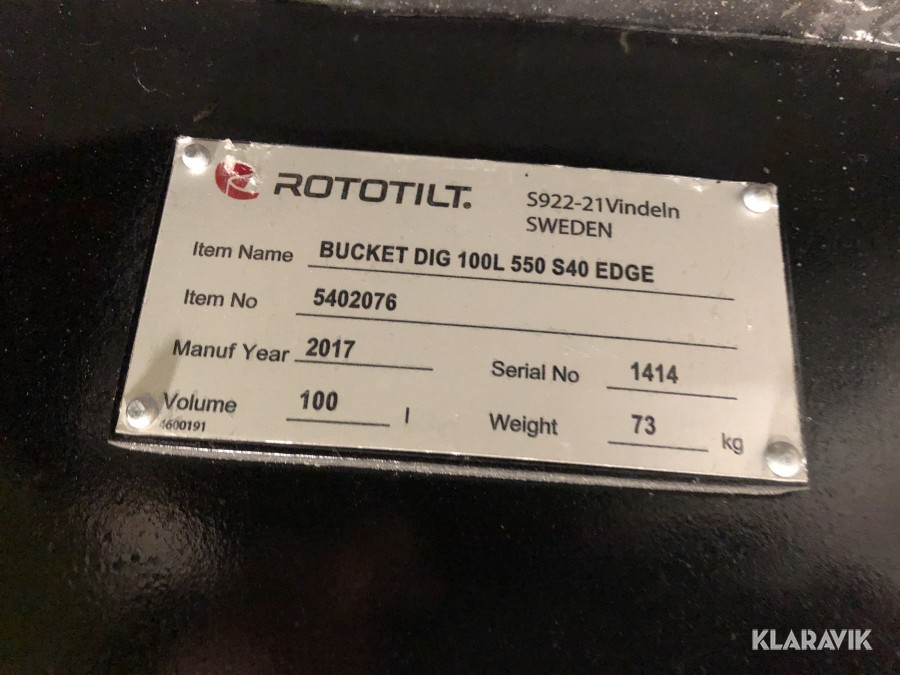 ROTOTILT.
S922-21Vindeln
SWEDEN
Item Name BUCKET DIG 100L 550 S40 EDGE
Item No 5402076
Manuf Year 2017
Serial No 1414
Volume 100 l
Weight 73 kg
4600191
KLARAVIK